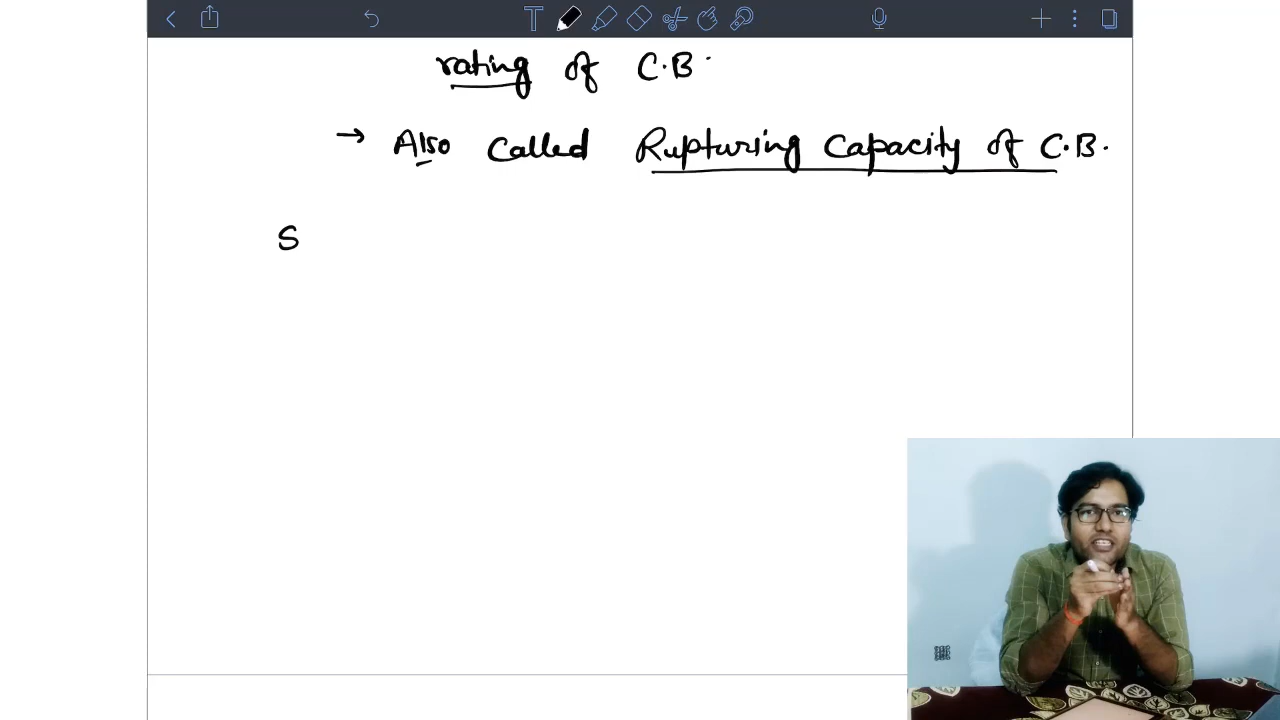 rating of C.B.
→ Also Called Rupturing Capacity of C.B.
S